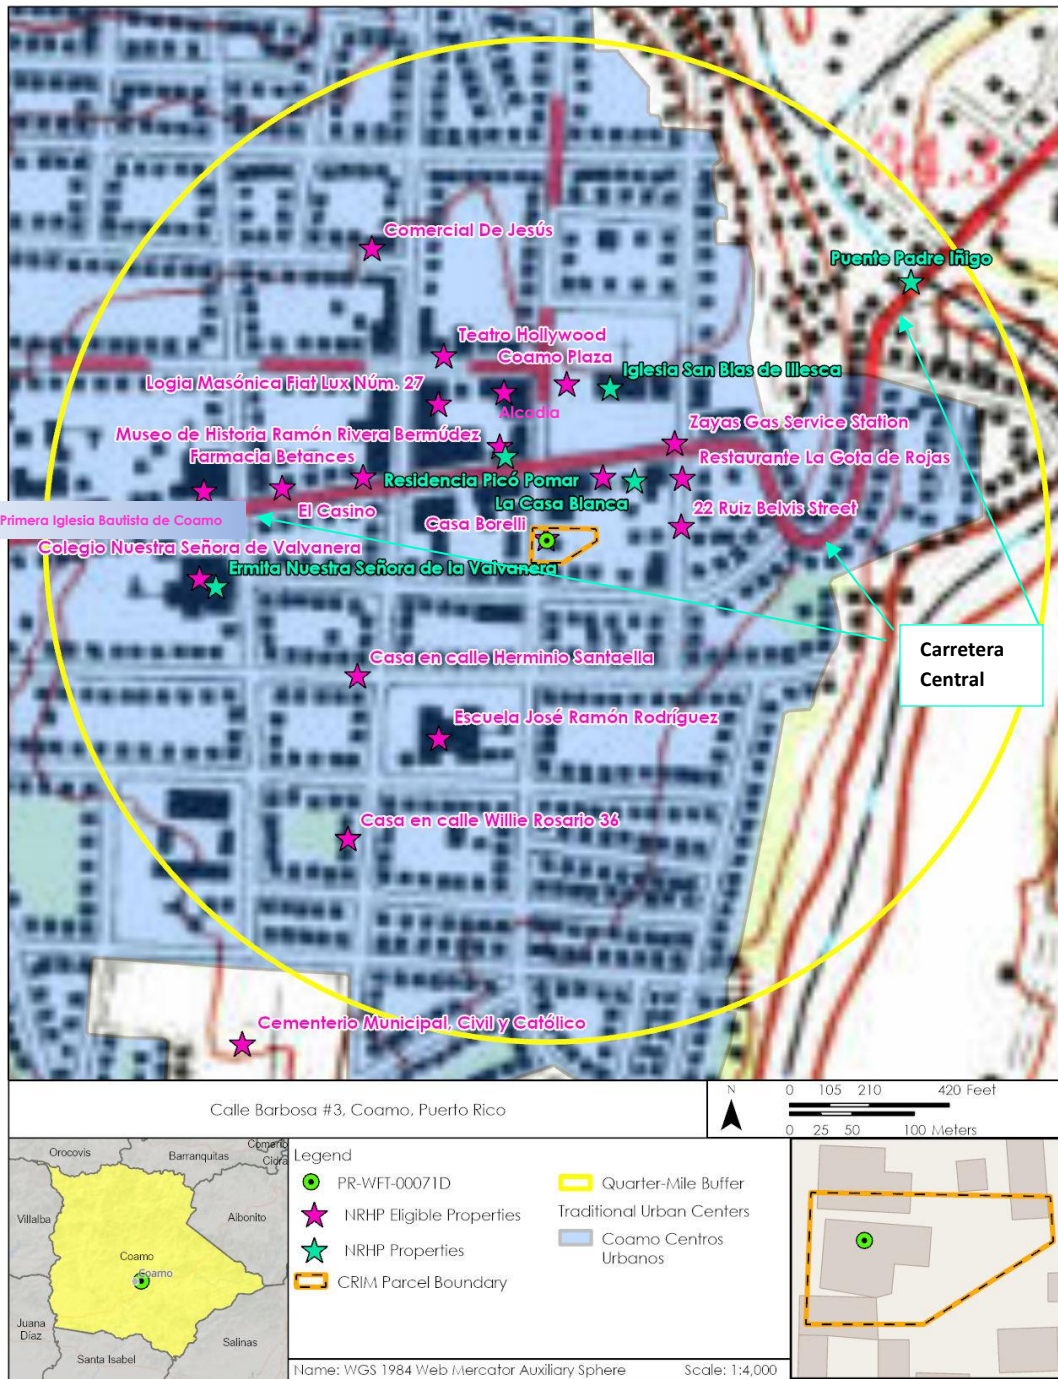 24.3
Comercial De Jesús
Puente Padre Iñigo
Teatro Hollywood
Coamo Plaza
Iglesia San Blas de Illesca
Logia Masónica Fiat Lux Núm. 27
Alcadia
Zayas Gas Service Station
Museo de Historia Ramón Rivera Bermúdez
Farmacia Betances
Restaurante La Gota de Rojas
Residencia Picó Pomar
La Casa Blanca
El Casino
22 Ruiz Belvis Street
Primera Iglesia Bautista de Coamo
Casa Borelli
Colegio Nuestra Señora de Valvanera
Ermita Nuestra Señora de la Valvanera
Carretera
Central
Casa en calle Herminio Santaella
Escuela José Ramón Rodríguez
Casa en calle Willie Rosario 36
Cementerio Municipal, Civil y Católico
Calle Barbosa #3, Coamo, Puerto Rico
N
0 105 210 420 Feet
0 25 50 100 Meters
Orocovis
Barranquitas
Villalba
Aibonito
Coamo
Coamo
Juana
Díaz
Salinas
Santa Isabel
Legend
PR-WFT-00071D
NRHP Eligible Properties
NRHP Properties
CRIM Parcel Boundary
Quarter-Mile Buffer
Traditional Urban Centers
Coamo Centros
Urbanos
Name: WGS 1984 Web Mercator Auxiliary Sphere
Scale: 1:4,000